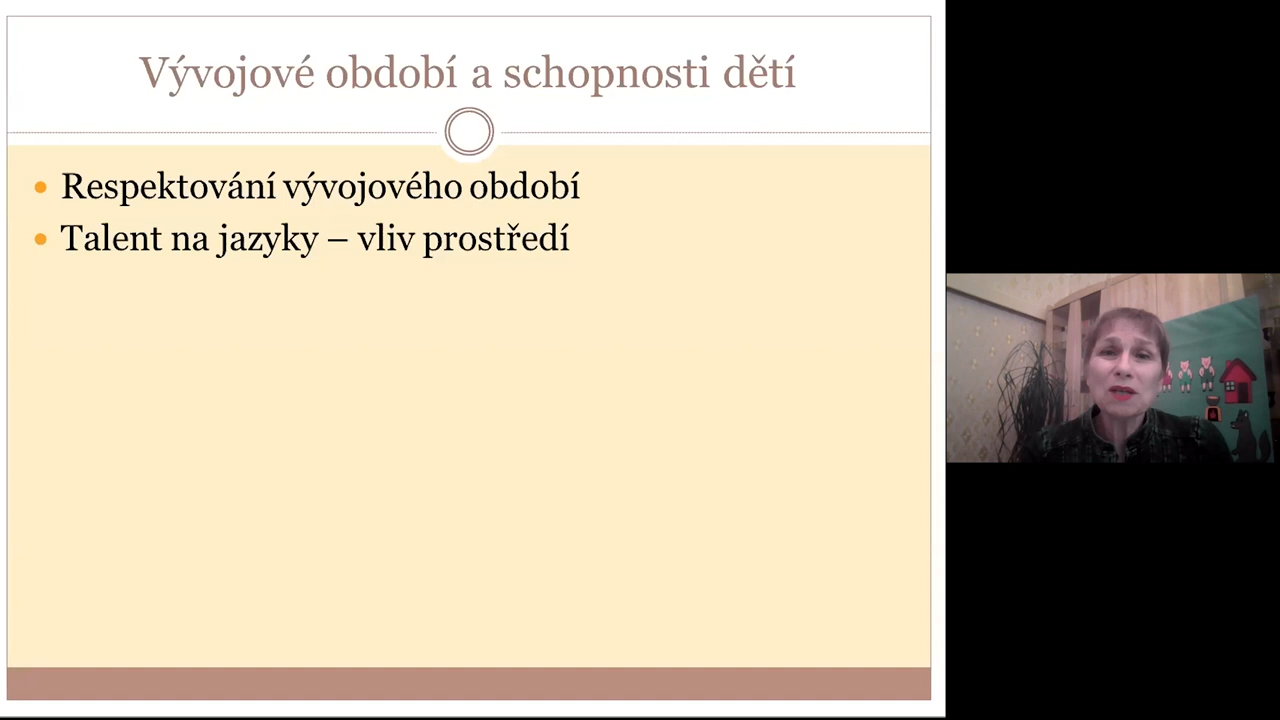 Vývojové období a schopnosti dětí
Respektování vývojového období
Talent na jazyky – vliv prostředí